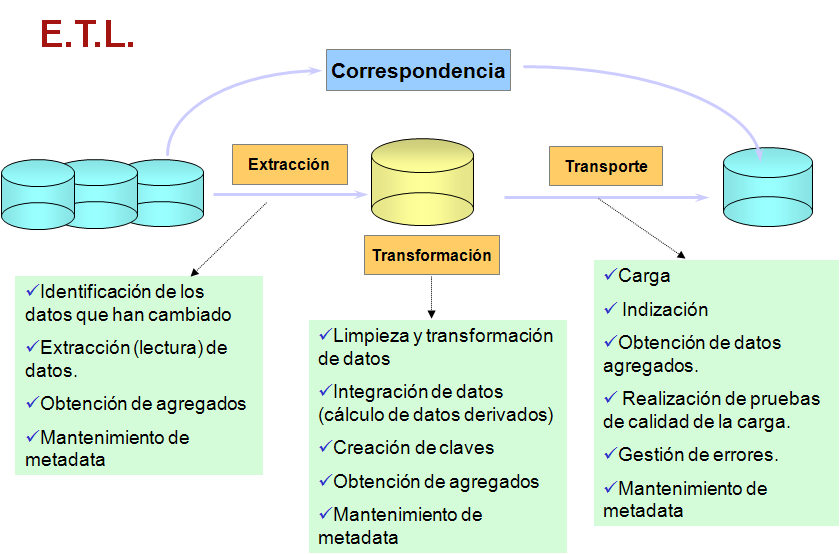 E.T.L.
Correspondencia
Extracción
Transporte
Transformación
✓Identificación de los
datos que han cambiado
✓Extracción (lectura) de
datos.
✓Obtención de agregados
✓Mantenimiento de
metadata
✓Limpieza y transformación
de datos
✓Integración de datos
(cálculo de datos derivados)
✓Creación de claves
✓Obtención de agregados
✓Mantenimiento de
metadata
✓Carga
✓ Indización
✓Obtención de datos
agregados.
✓ Realización de pruebas
de calidad de la carga.
✓Gestión de errores.
✓Mantenimiento de
metadata